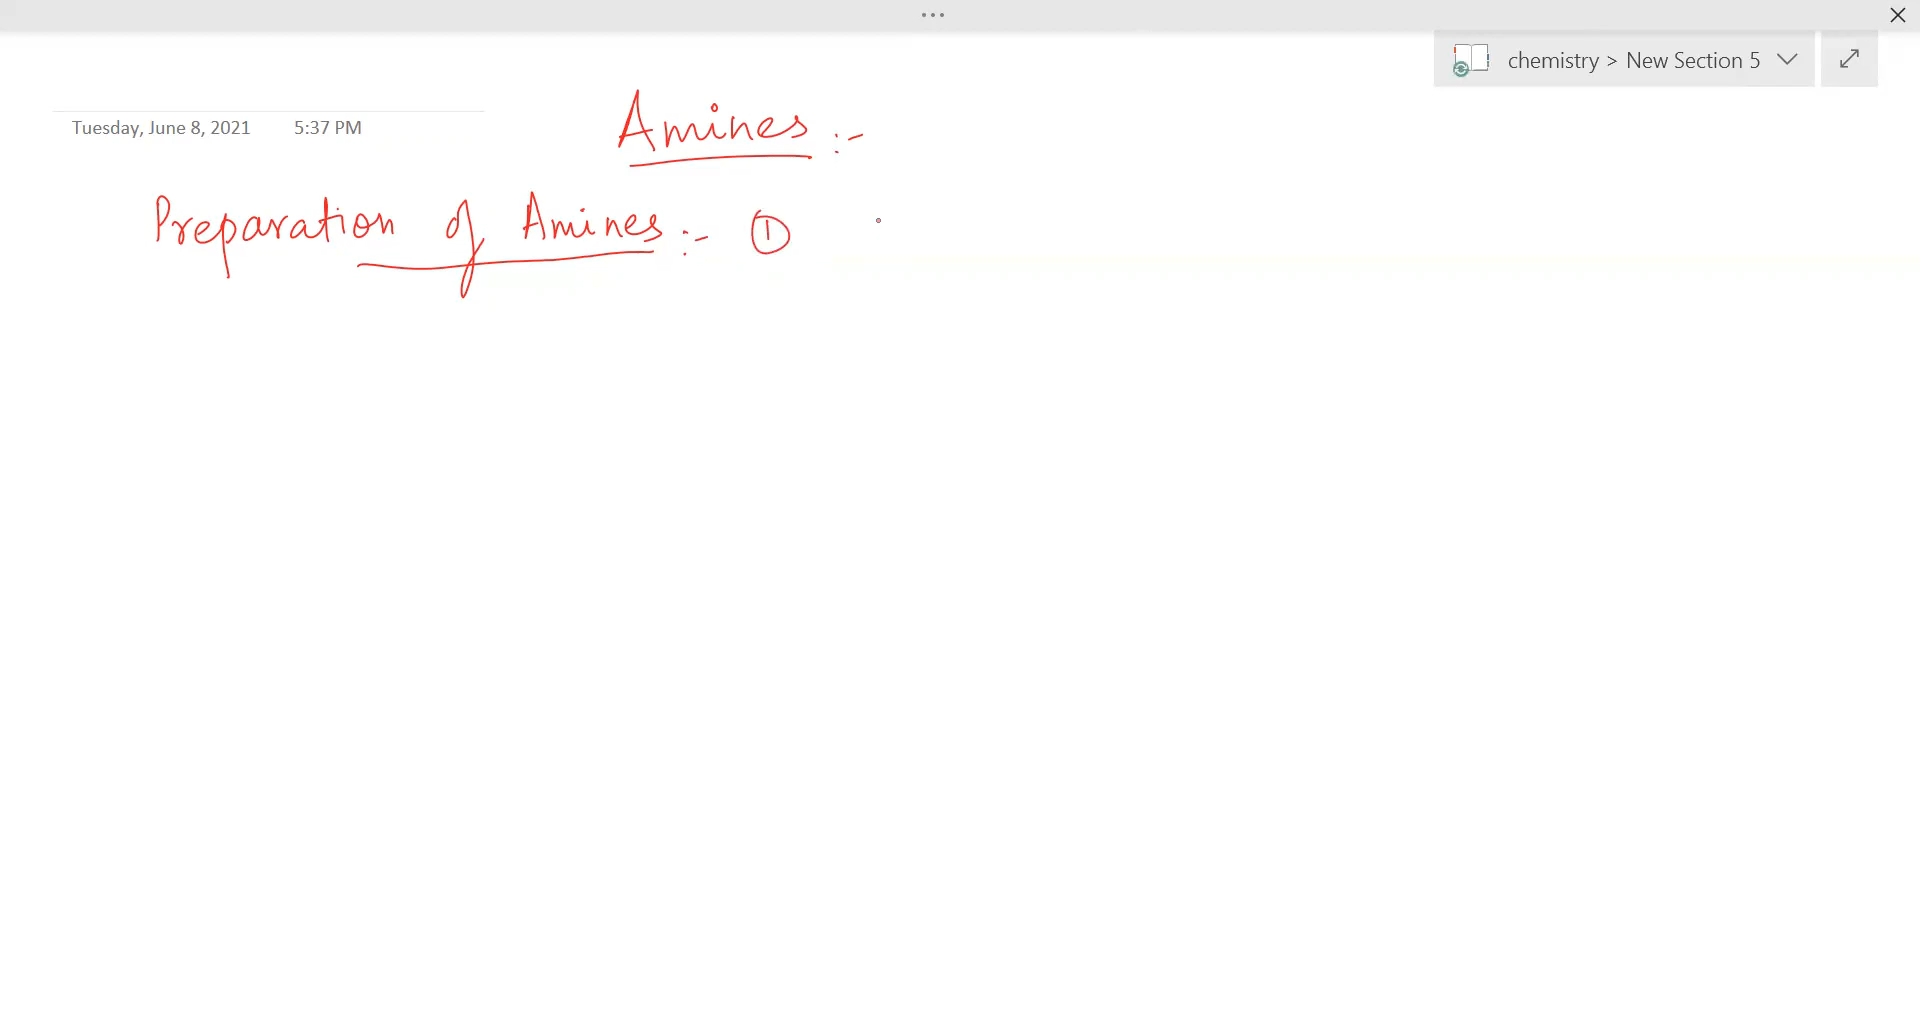 chemistry > New Section 5
Amines :-
Tuesday, June 8, 2021 5:37 PM
Preparation of Amines :- ①